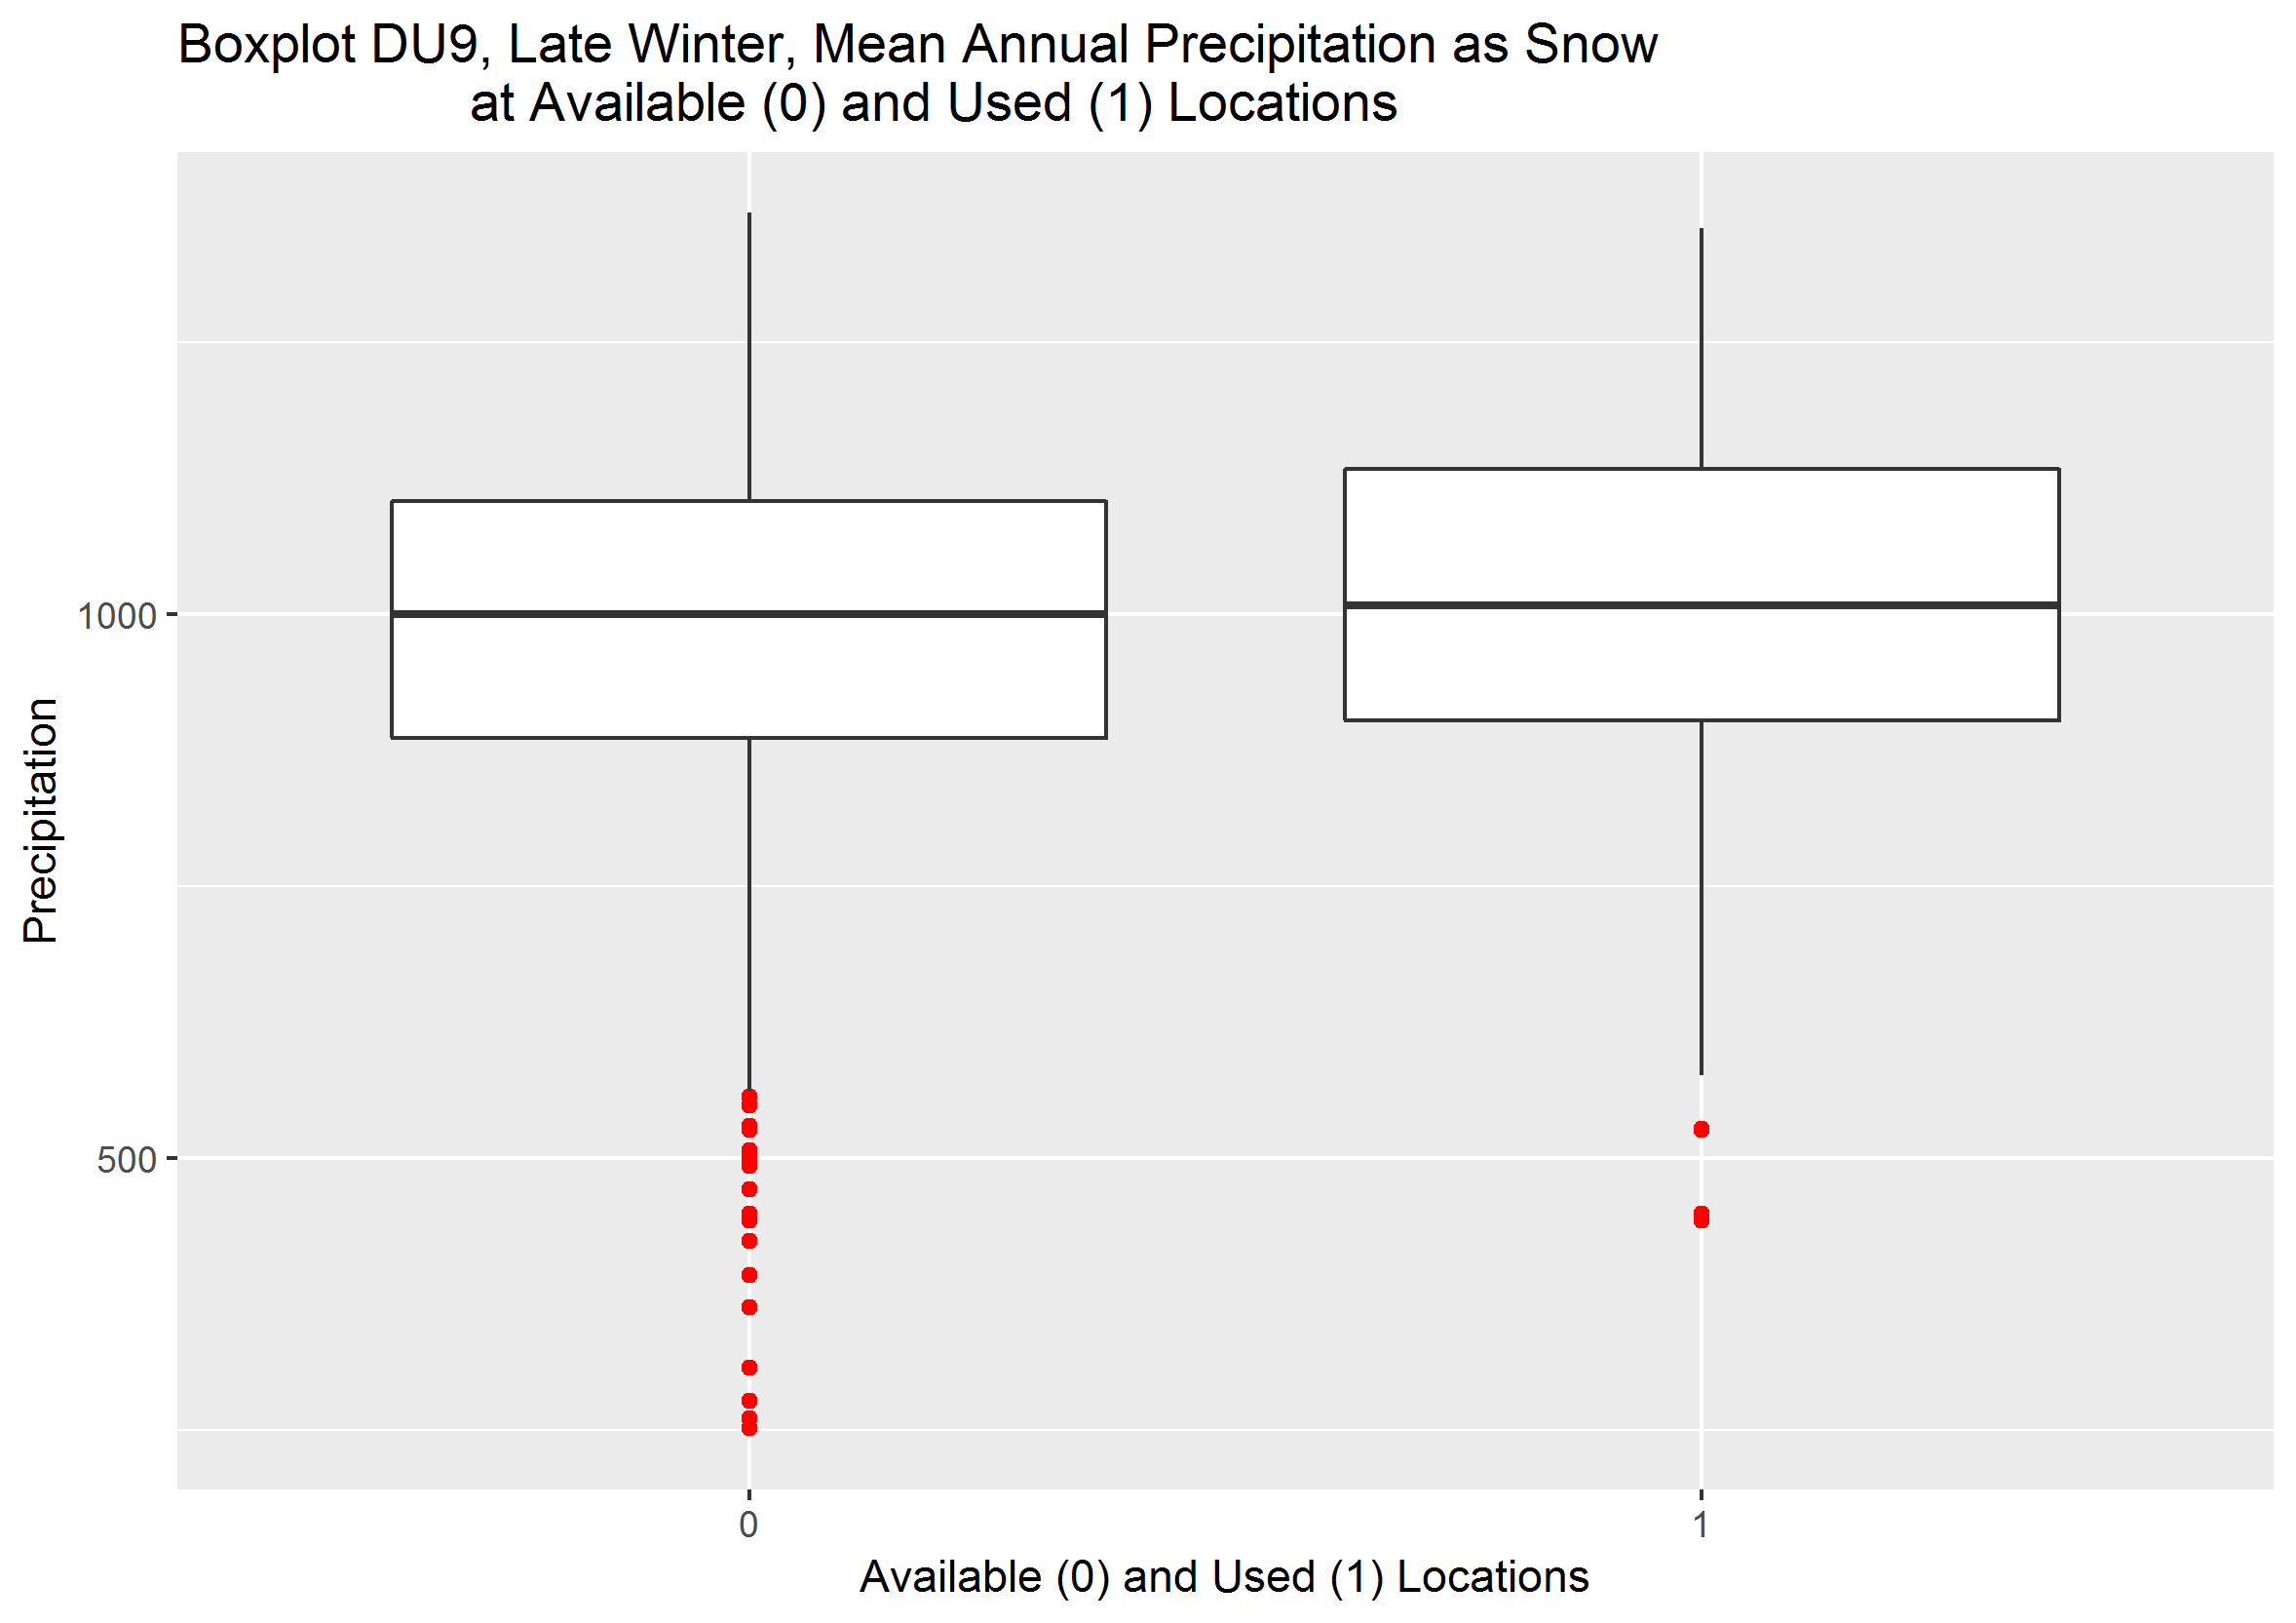 Boxplot DU9, Late Winter, Mean Annual Precipitation as Snow
at Available (0) and Used (1) Locations
Precipitation
1000
500
0
1
Available (0) and Used (1) Locations